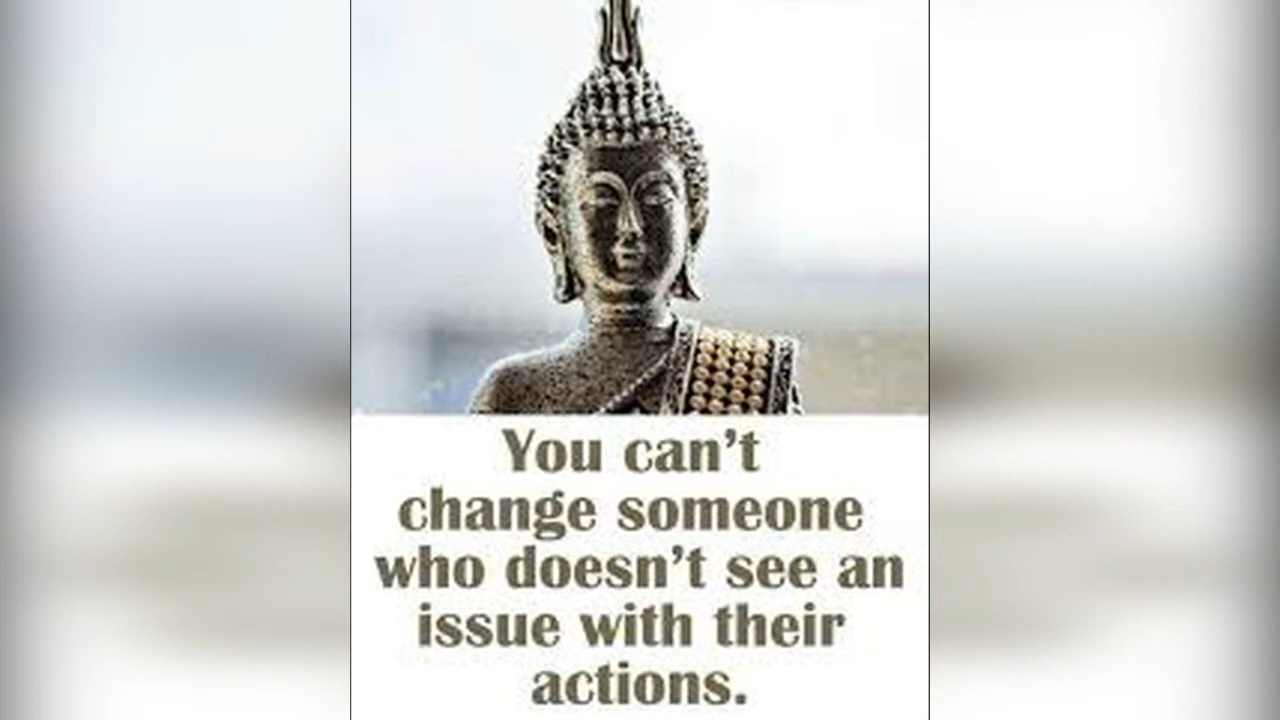 You can’t
change someone
who doesn’t see an
issue with their
actions.